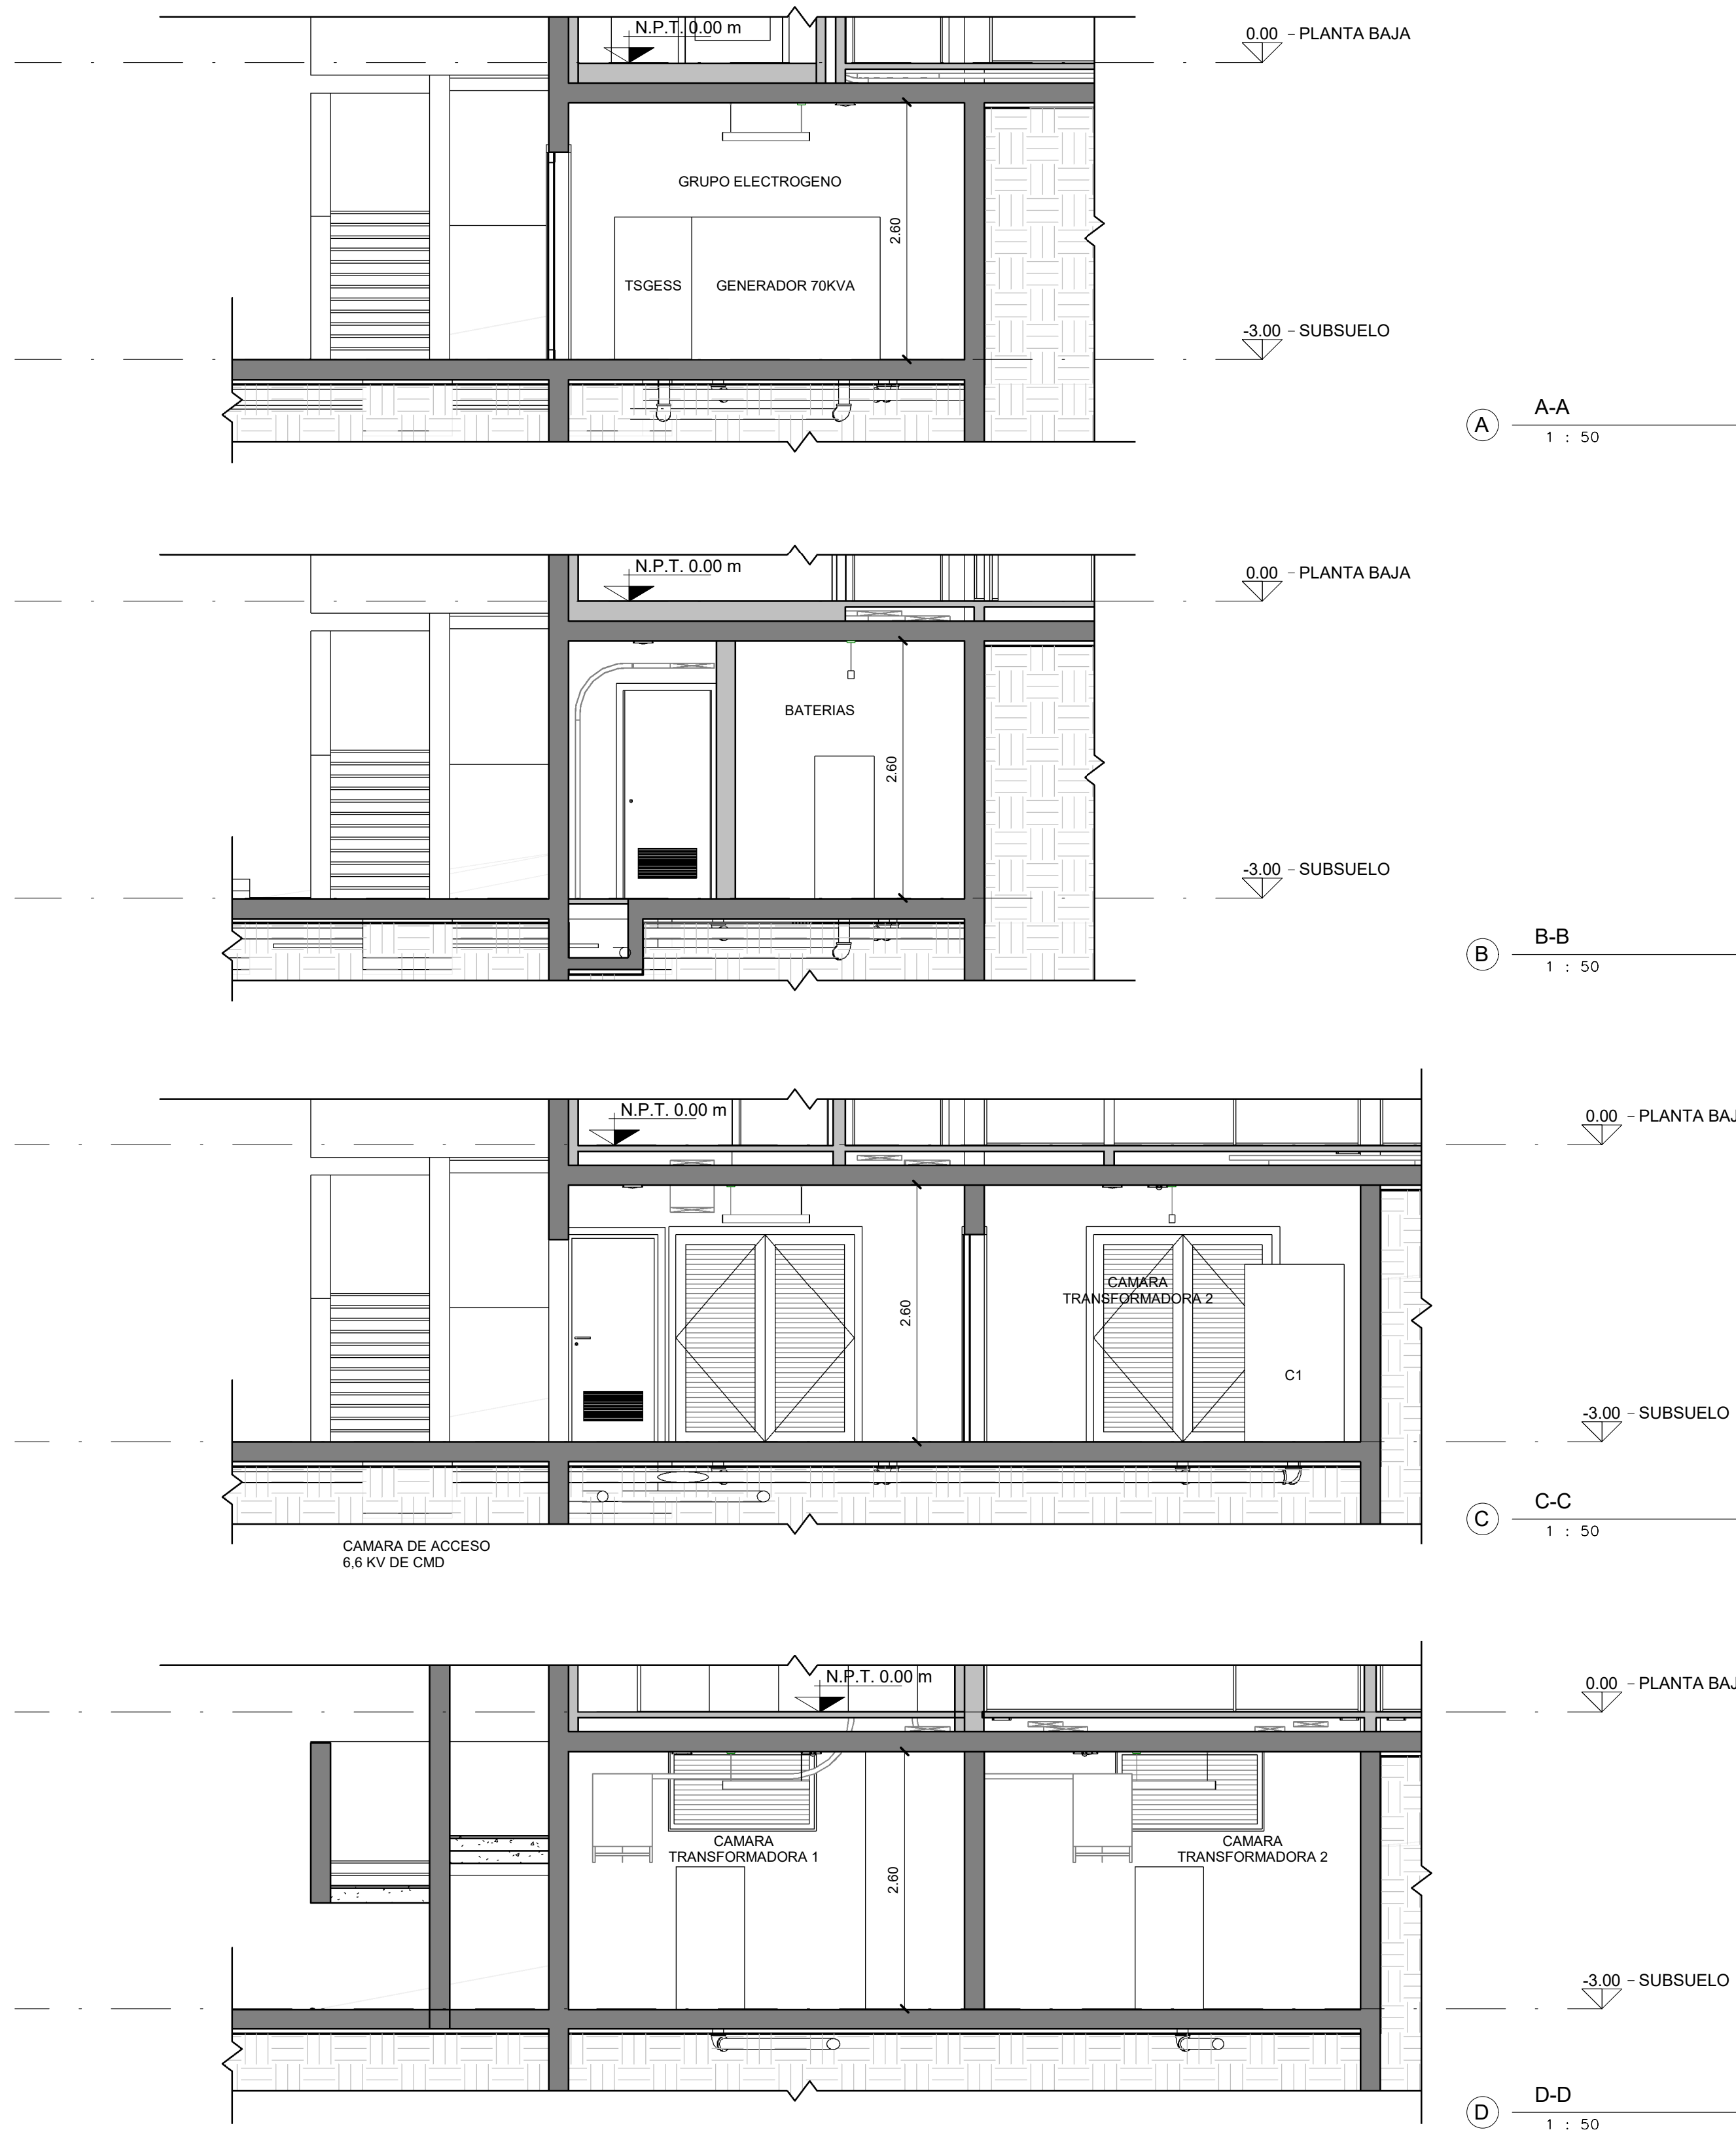 N.P.T. 0.00 m
0.00 - PLANTA BAJA
GRUPO ELECTROGENO
2.60
TSGESS
GENERADOR 70KVA
-3.00 - SUBSUELO
A
A-A
1 : 50
N.P.T. 0.00 m
0.00 - PLANTA BAJA
BATERIAS
2.60
-3.00 - SUBSUELO
B
B-B
1 : 50
N.P.T. 0.00 m
0.00 - PLANTA BAJ
CAMARA
TRANSFORMADORA 2
2.60
C1
-3.00 - SUBSUELO
C
C-C
1 : 50
CAMARA DE ACCESO
6,6 KV DE CMD
N.P.T. 0.00 m
0.00 - PLANTA BAJ
CAMARA
TRANSFORMADORA 1
CAMARA
TRANSFORMADORA 2
2.60
-3.00 - SUBSUELO
D
D-D
1 : 50